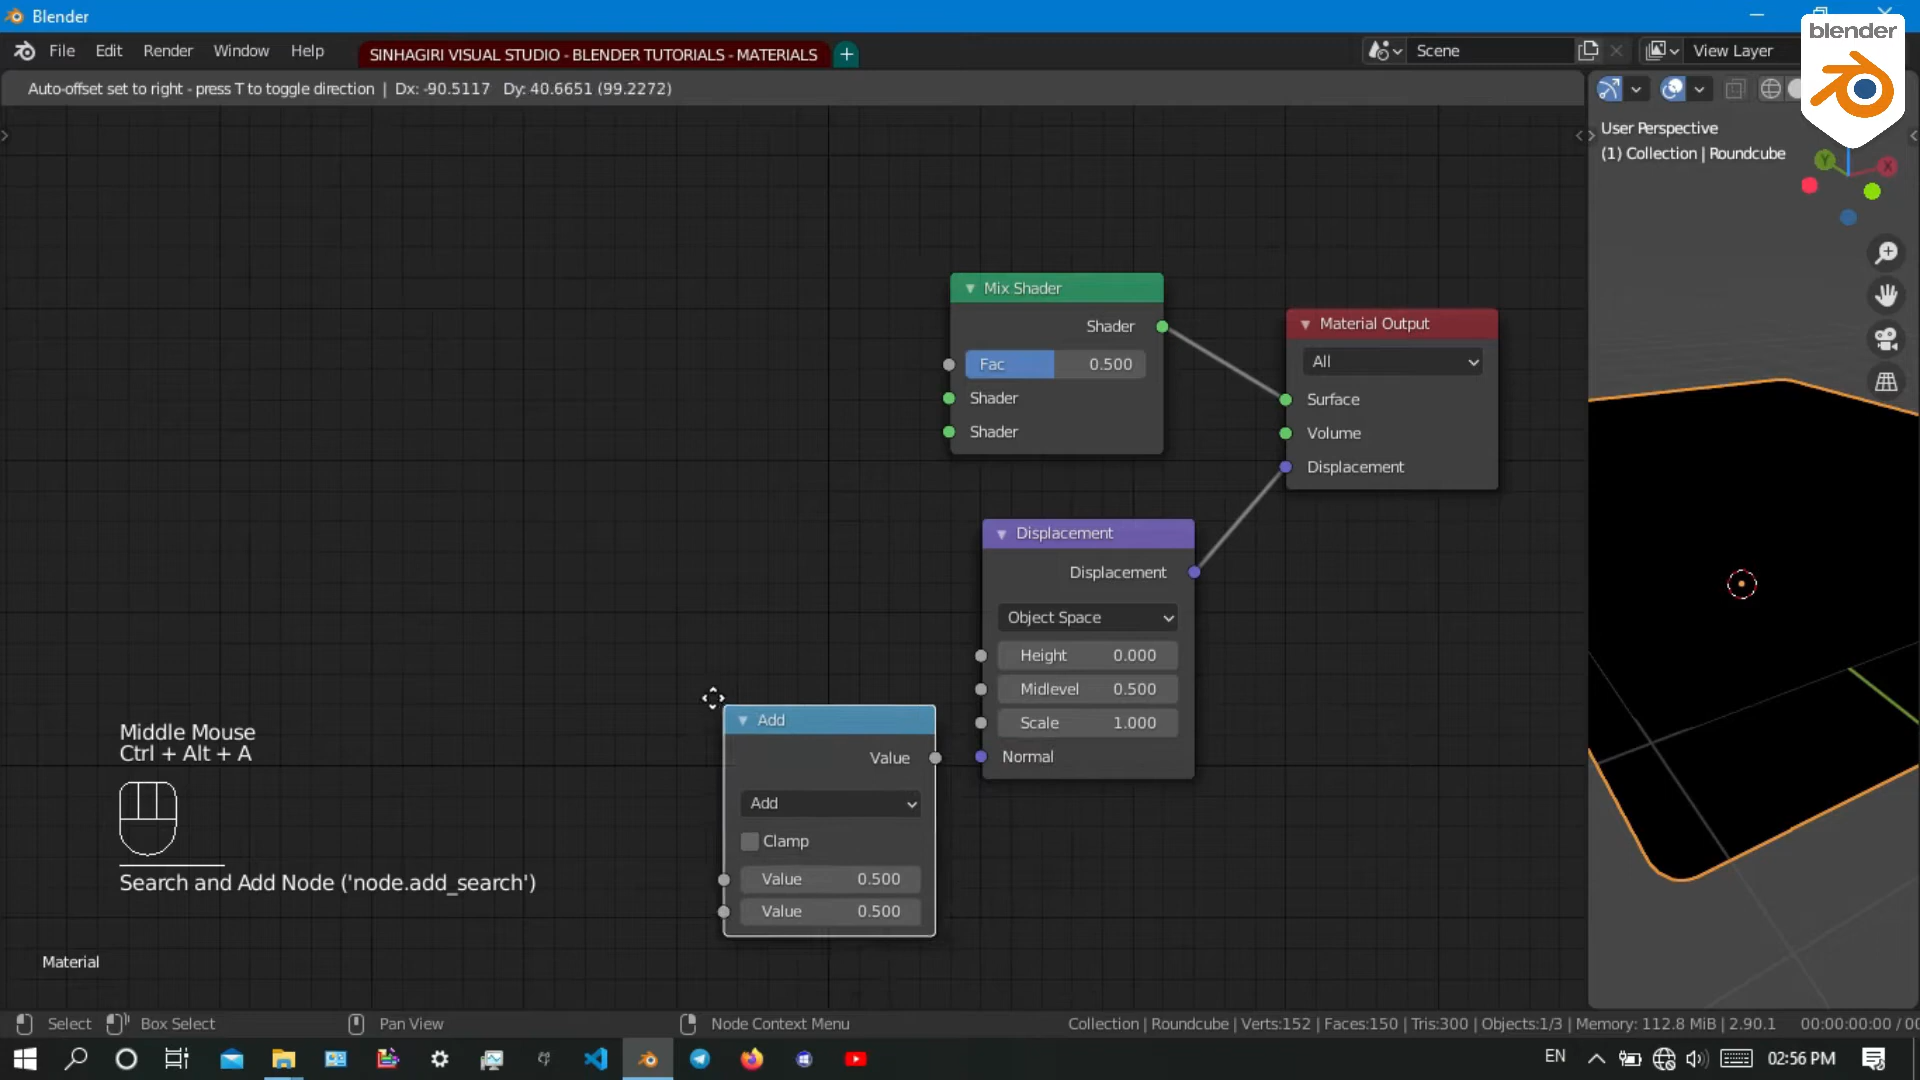 Blender
File Edit Render Window Help
SINHAGIRI VISUAL STUDIO - BLENDER TUTORIALS - MATERIALS +
Scene
View Layer
blender
Auto-offset set to right - press T to toggle direction | Dx: -90.5117 Dy: 40.6651 (99.2272)
User Perspective
(1) Collection | Roundcube
Y
X
Mix Shader
Shader
Fac 0.500
Shader
Shader
Material Output
All
Surface
Volume
Displacement
Displacement
Displacement
Object Space
Height 0.000
Midlevel 0.500
Scale 1.000
Normal
Add
Value
Add
Clamp
Value 0.500
Value 0.500
Middle Mouse
Ctrl + Alt + A
Search and Add Node ('node.add_search')
Material
Select
Box Select
Pan View
Node Context Menu
Collection | Roundcube | Verts:152 | Faces:150 | Tris:300 | Objects:1/3 | Memory: 112.8 MiB | 2.90.1
00:00:00:00 / 00
EN
02:56 PM